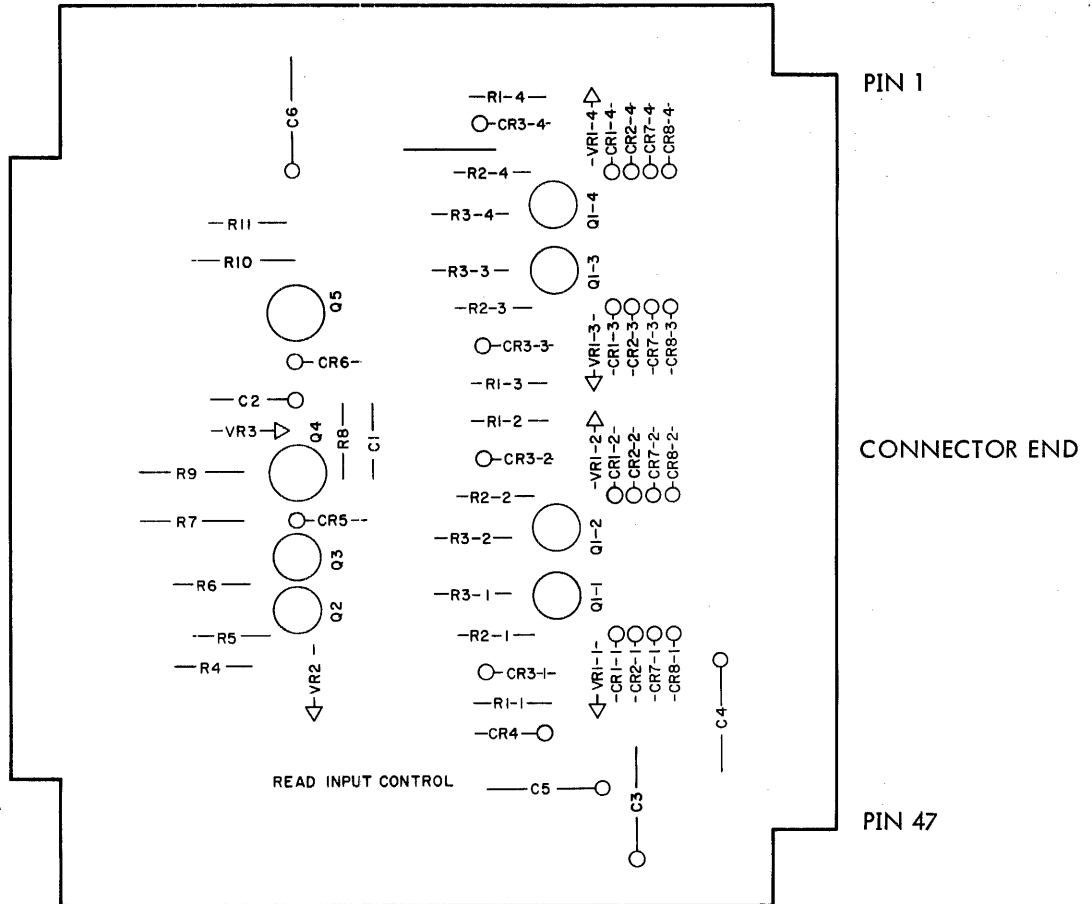 PIN 1
R1-4
CR3-4
C6
VR1-4
CR1-4
CR2-4
CR7-4
CR8-4
R2-4
R3-4
Q1-4
R11
R10
R3-3
Q1-3
Q5
R2-3
CR3-3
VR1-3
CR1-3
CR2-3
CR7-3
CR8-3
CR6
R1-3
C2
VR3
Q4
R8
C1
R1-2
VR1-2
CR1-2
CR2-2
CR7-2
CR8-2
CONNECTOR END
CR3-2
R9
R2-2
R7
CR5
R3-2
Q1-2
Q3
R6
R3-1
Q1-1
Q2
R5
R2-1
R4
VR2
CR3-1
VR1-1
CR1-1
CR2-1
CR7-1
CR8-1
R1-1
C4
CR4
READ INPUT CONTROL
C5
C3
PIN 47